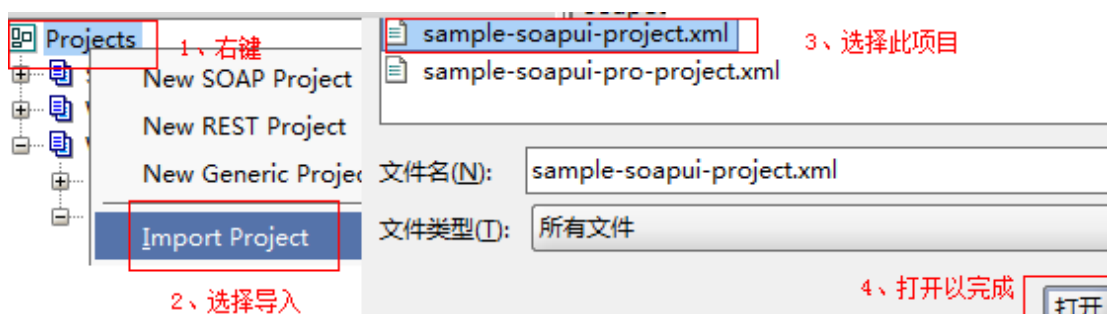 Projects
1、右键
New SOAP Project
New REST Project
New Generic Projec
Import Project
2、选择导入
sample-soapui-project.xml
3、选择此项目
sample-soapui-pro-project.xml
文件名(N): sample-soapui-project.xml
文件类型(T): 所有文件
4、打开以完成
打开